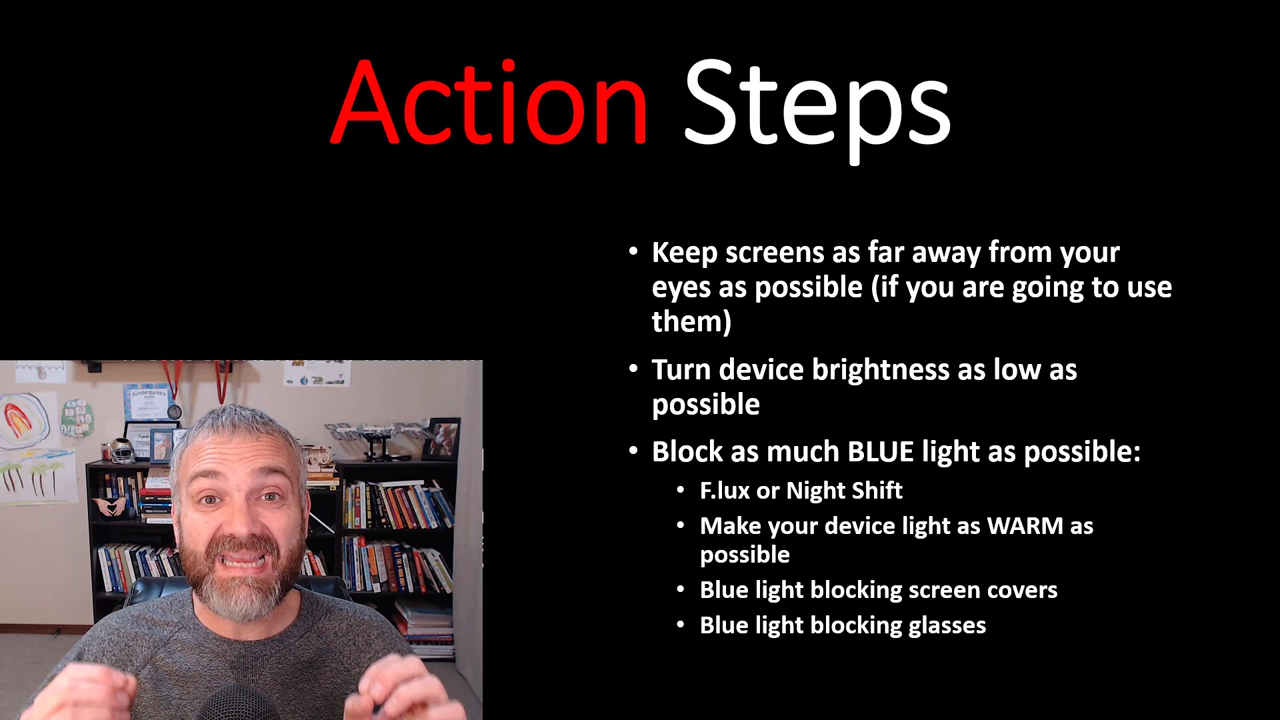 Action Steps
• Keep screens as far away from your
eyes as possible (if you are going to use
them)
• Turn device brightness as low as
possible
• Block as much BLUE light as possible:
• F.lux or Night Shift
• Make your device light as WARM as
possible
• Blue light blocking screen covers
• Blue light blocking glasses